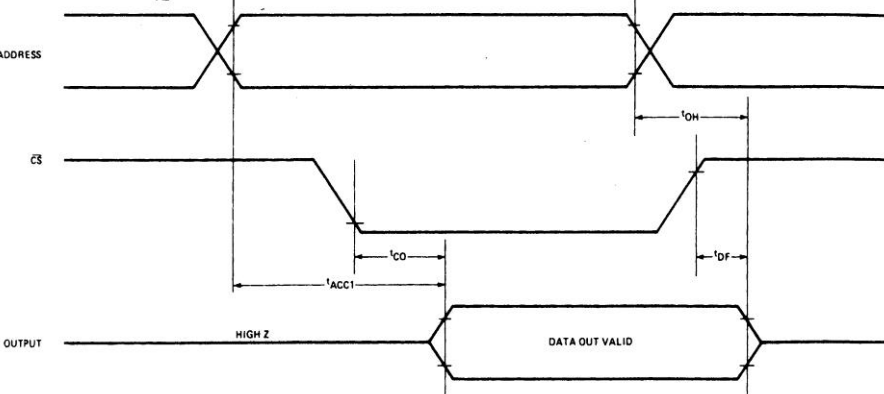 ADDRESS
tOH
CS
tCO
tDF
tACC1
OUTPUT
HIGH Z
DATA OUT VALID